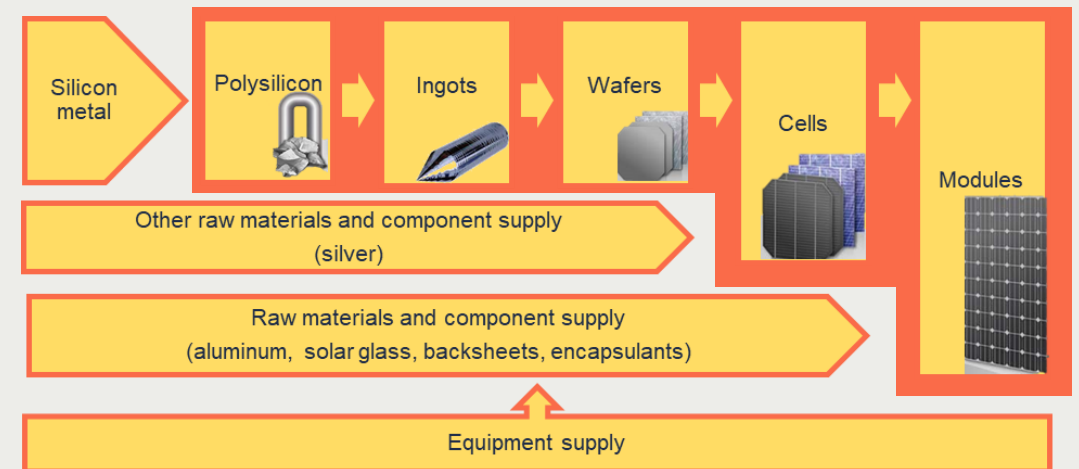 Silicon
metal
Polysilicon
Ingots
Wafers
Cells
Modules
Other raw materials and component supply
(silver)
Raw materials and component supply
(aluminum, solar glass, backsheets, encapsulants)
Equipment supply